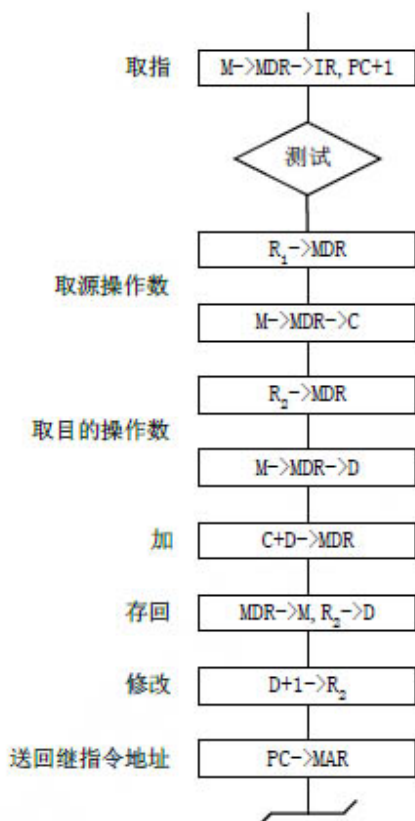 取指 M->MDR->IR, PC+1
测试
R₁->MDR
取源操作数
M->MDR->C
R₂->MDR
取目的操作数
M->MDR->D
加 C+D->MDR
存回 MDR->M, R₂->D
修改 D+1->R₂
送回继指令地址 PC->MAR